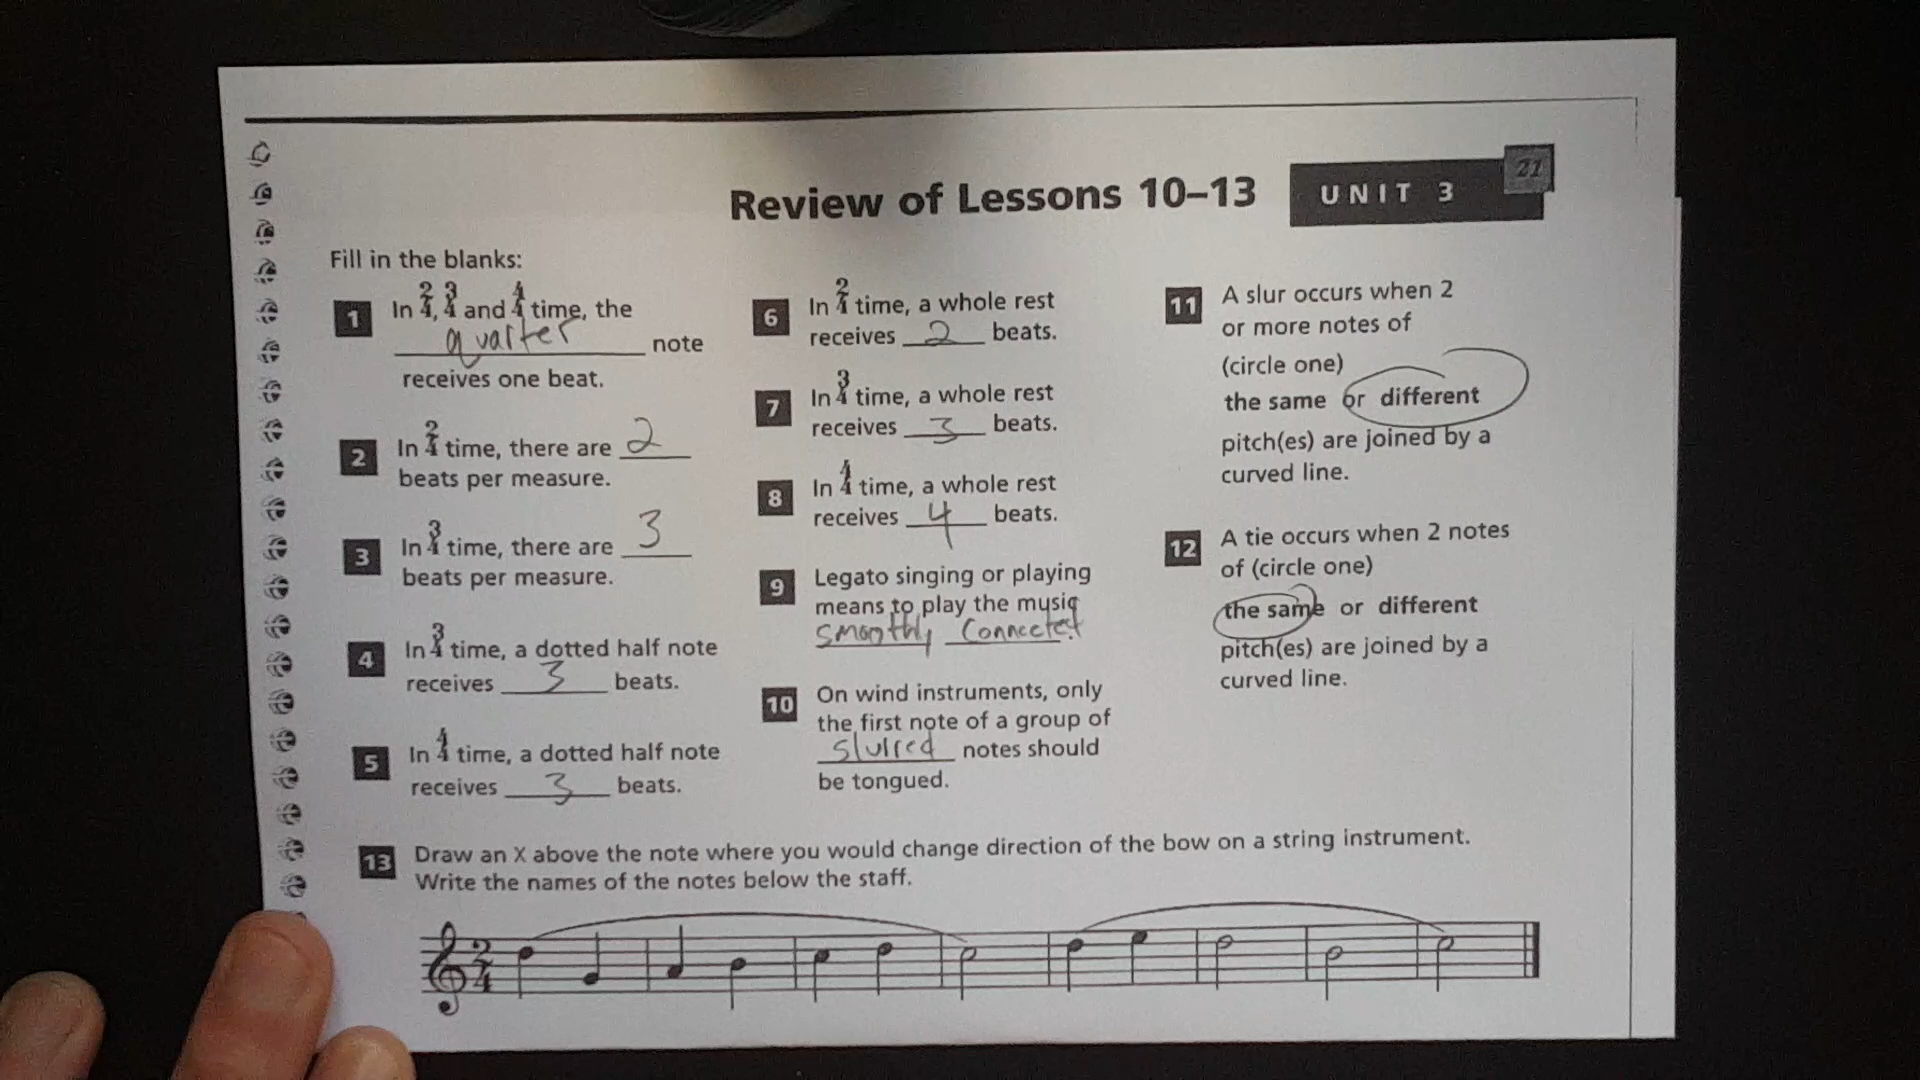 21
Review of Lessons 10–13
UNIT 3
Fill in the blanks:
1
In 2/4, 3/4 and 4/4 time, the
quarter note
receives one beat.
2
In 2/4 time, there are 2
beats per measure.
3
In 3/4 time, there are 3
beats per measure.
4
In 3/4 time, a dotted half note
receives 3 beats.
5
In 4/4 time, a dotted half note
receives 3 beats.
6
In 2/4 time, a whole rest
receives 2 beats.
7
In 3/4 time, a whole rest
receives 3 beats.
8
In 4/4 time, a whole rest
receives 4 beats.
9
Legato singing or playing
means to play the music
smoothly connected.
10
On wind instruments, only
the first note of a group of
slurred notes should
be tongued.
11
A slur occurs when 2
or more notes of
(circle one)
the same or different
pitch(es) are joined by a
curved line.
12
A tie occurs when 2 notes
of (circle one)
the same or different
pitch(es) are joined by a
curved line.
13
Draw an X above the note where you would change direction of the bow on a string instrument.
Write the names of the notes below the staff.
2/4